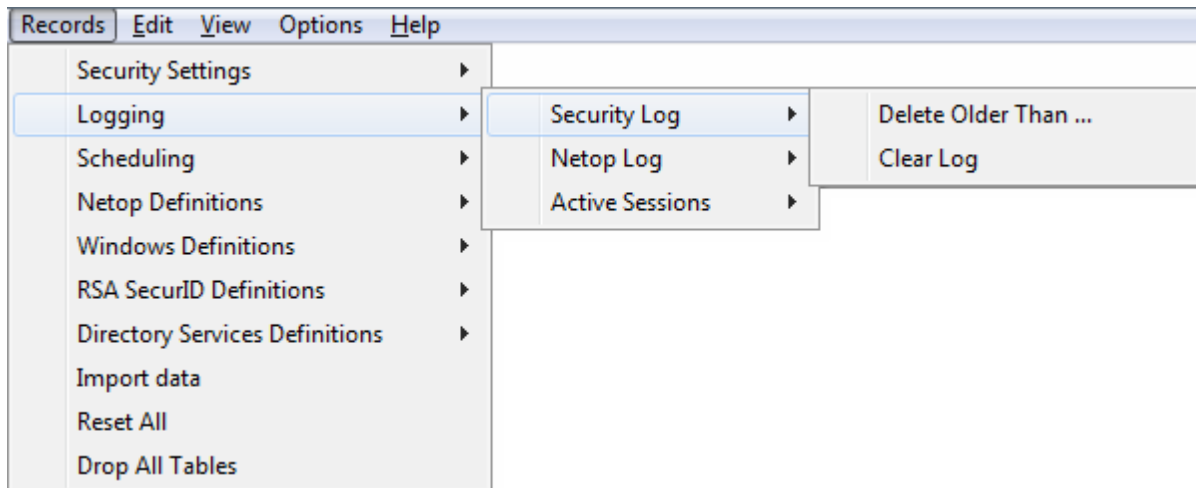 Records Edit View Options Help
Security Settings
Logging Security Log Delete Older Than ...
Scheduling Netop Log Clear Log
Netop Definitions Active Sessions
Windows Definitions
RSA SecurID Definitions
Directory Services Definitions
Import data
Reset All
Drop All Tables